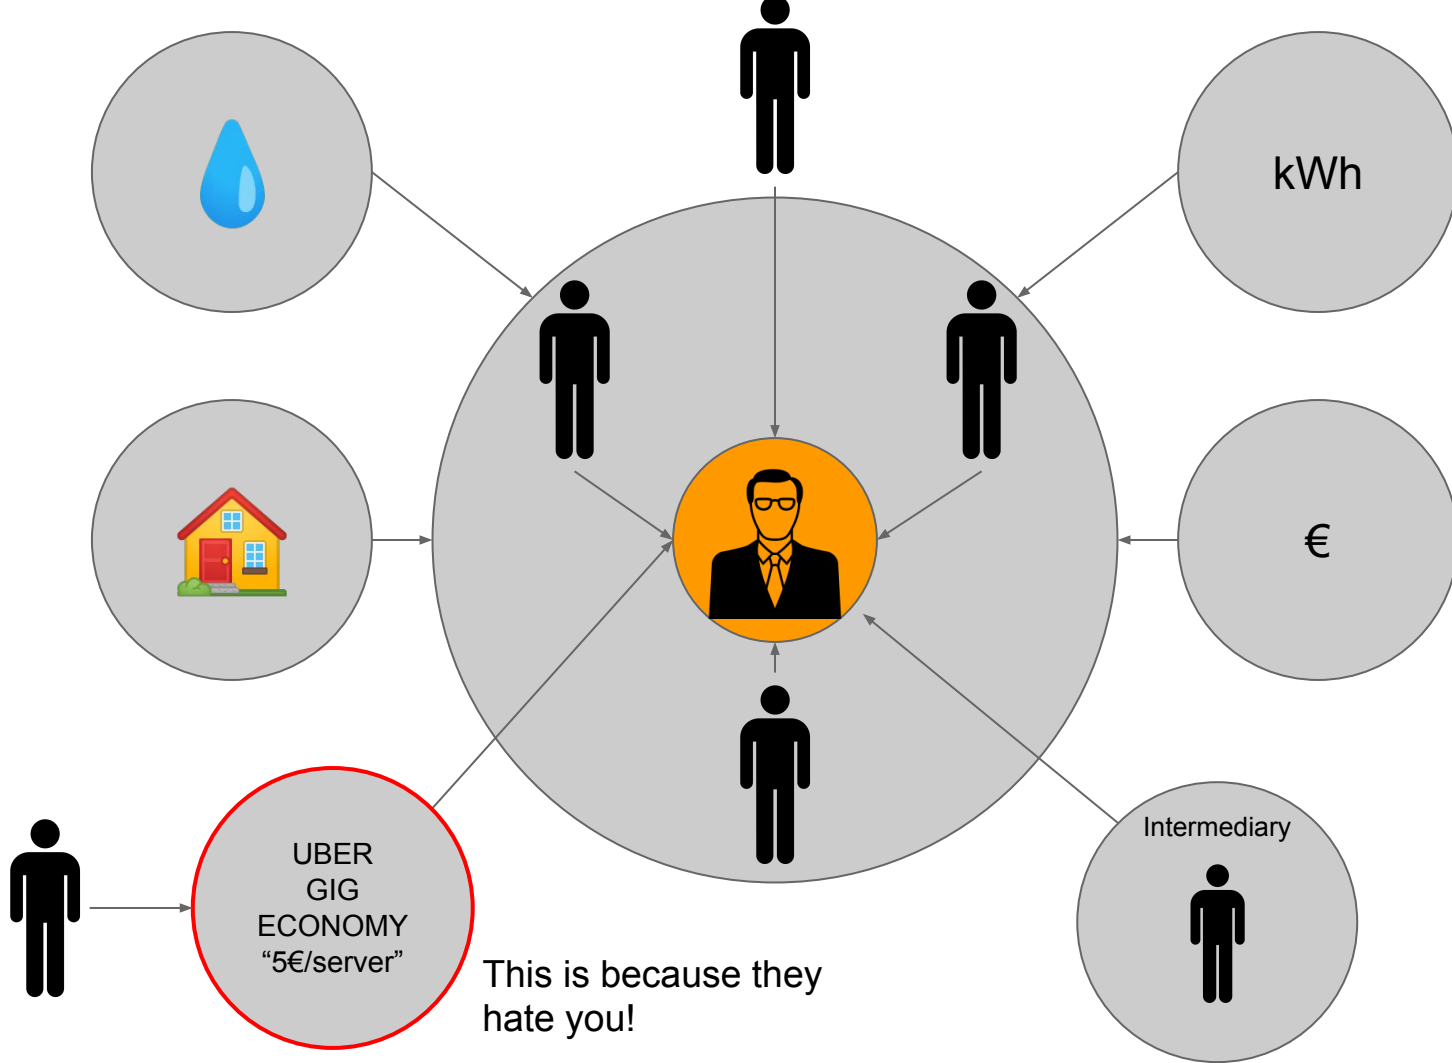 kWh
€
Intermediary
UBER
GIG
ECONOMY
“5€/server”
This is because they
hate you!